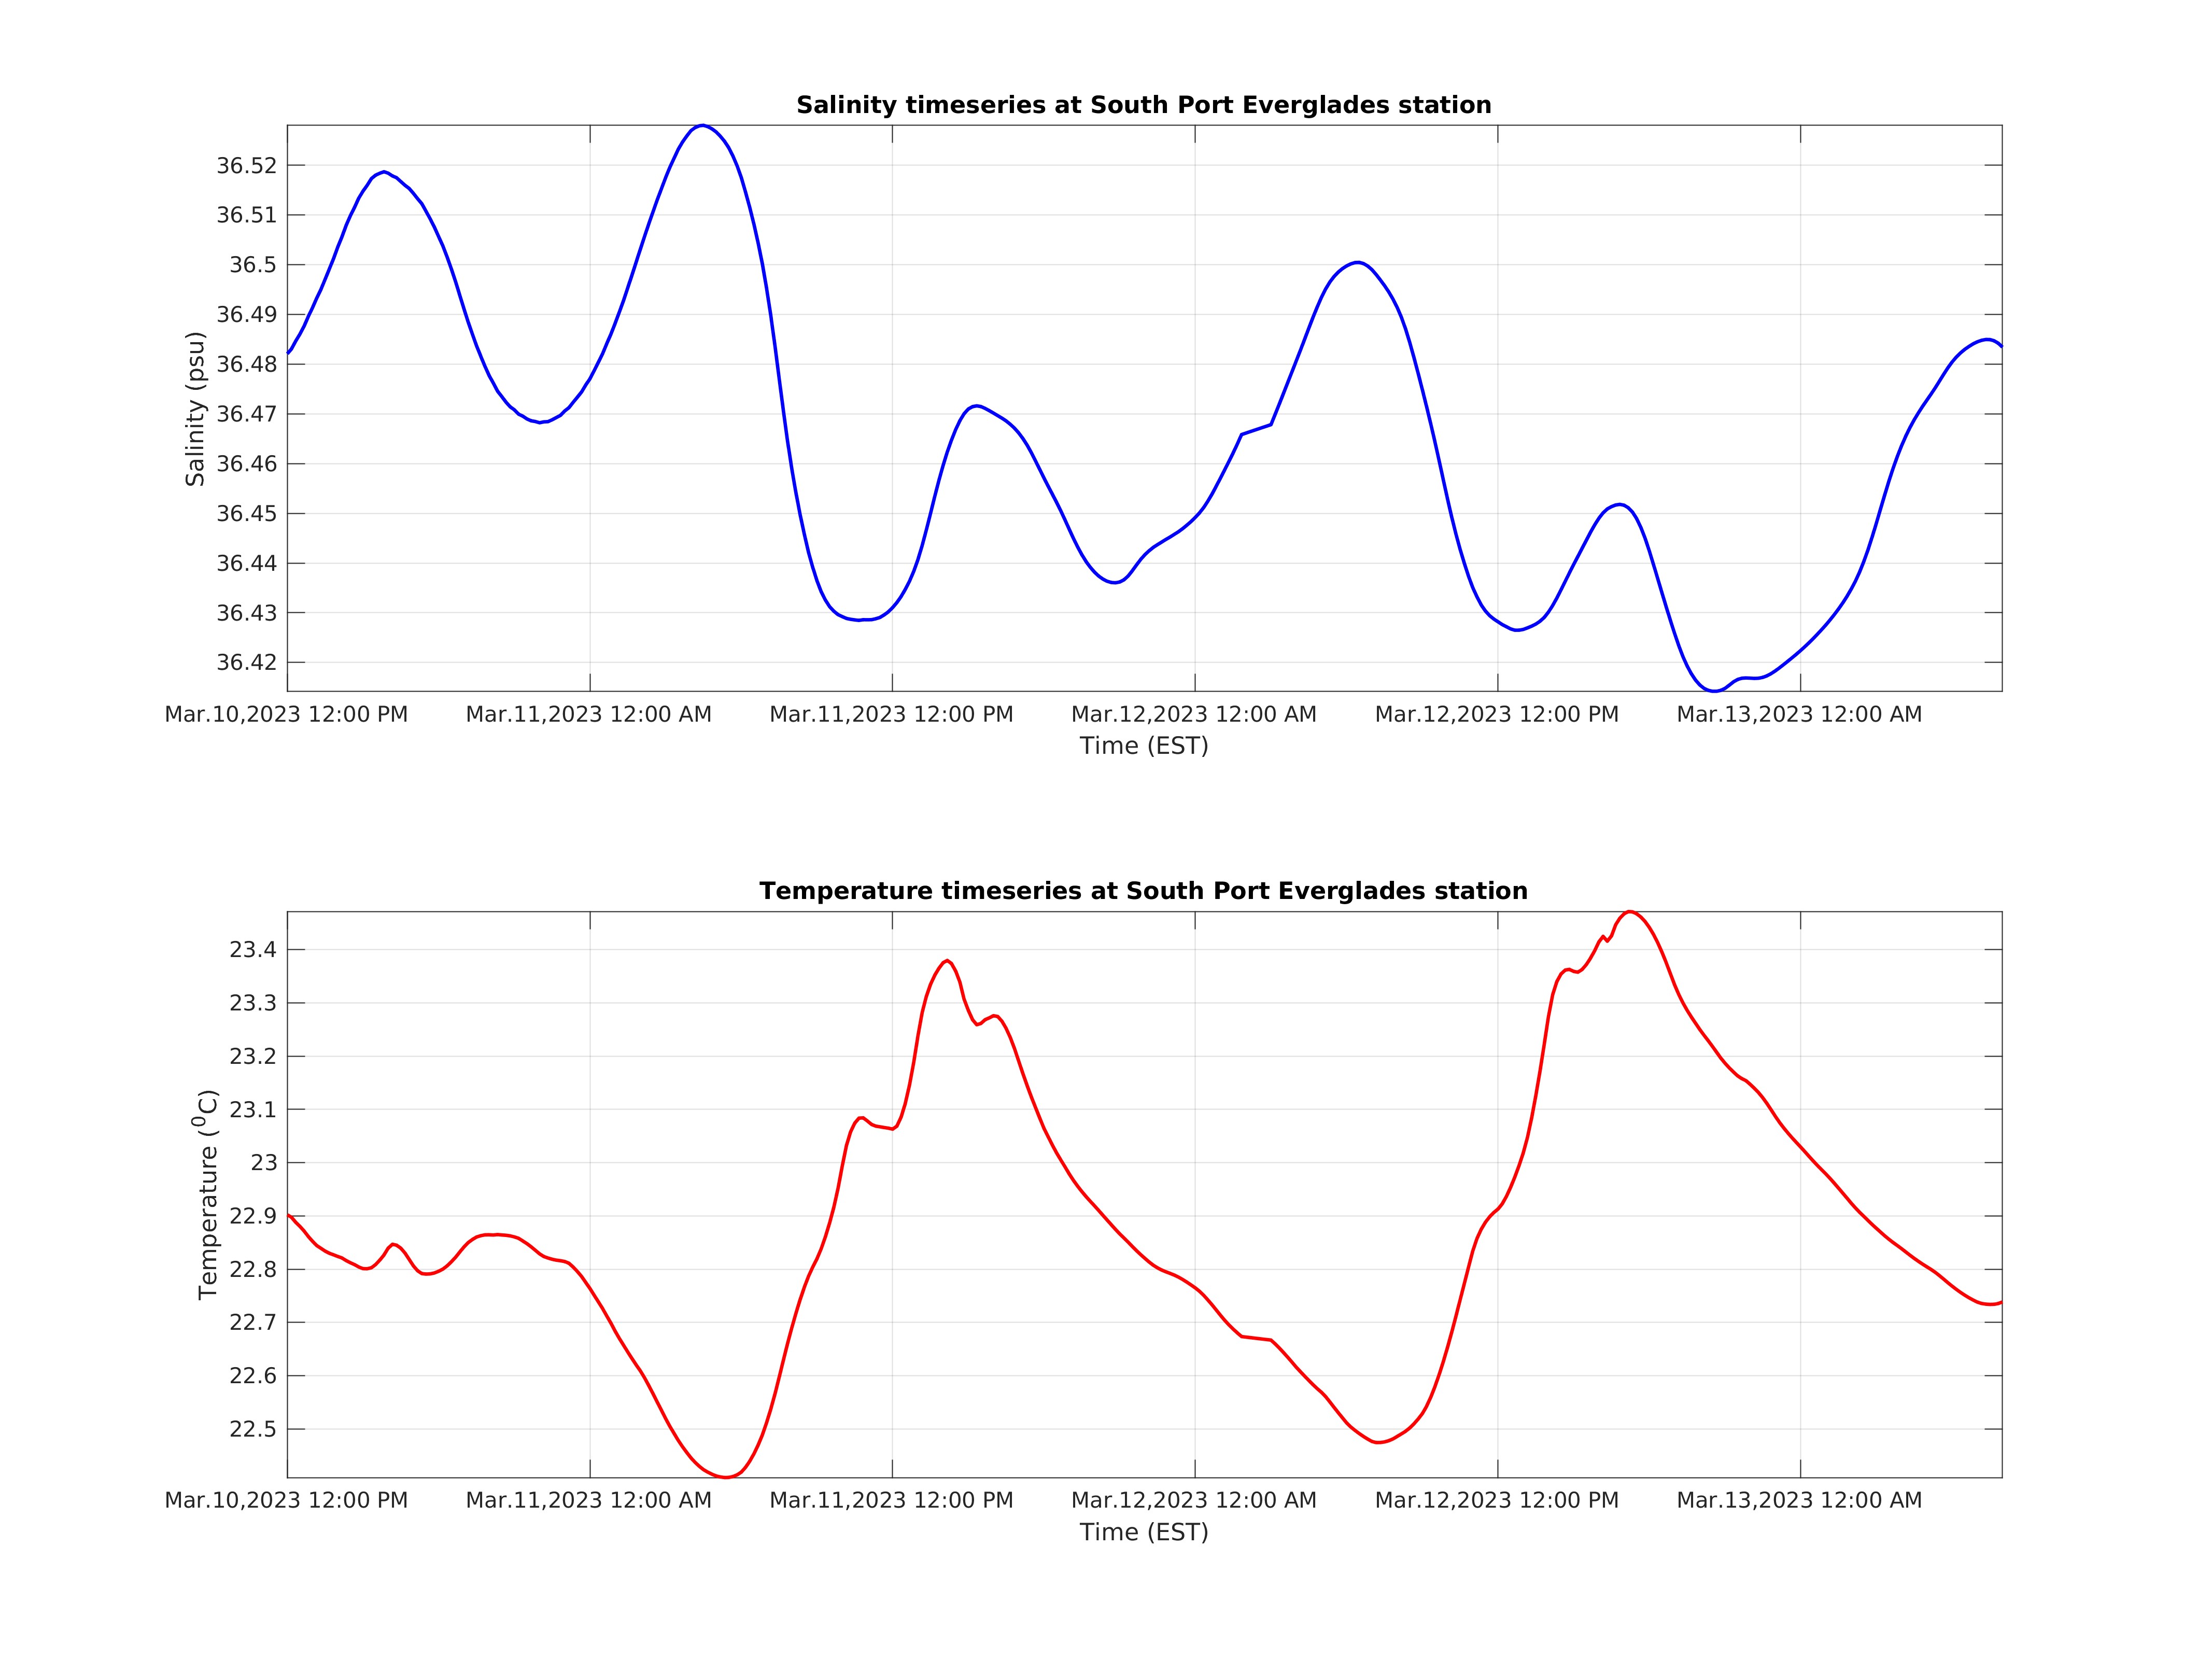 Salinity timeseries at South Port Everglades station
Salinity (psu)
36.52
36.51
36.5
36.49
36.48
36.47
36.46
36.45
36.44
36.43
36.42
Mar.10,2023 12:00 PM Mar.11,2023 12:00 AM Mar.11,2023 12:00 PM Mar.12,2023 12:00 AM Mar.12,2023 12:00 PM Mar.13,2023 12:00 AM
Time (EST)
Temperature timeseries at South Port Everglades station
Temperature (⁰C)
23.4
23.3
23.2
23.1
23
22.9
22.8
22.7
22.6
22.5
Mar.10,2023 12:00 PM Mar.11,2023 12:00 AM Mar.11,2023 12:00 PM Mar.12,2023 12:00 AM Mar.12,2023 12:00 PM Mar.13,2023 12:00 AM
Time (EST)